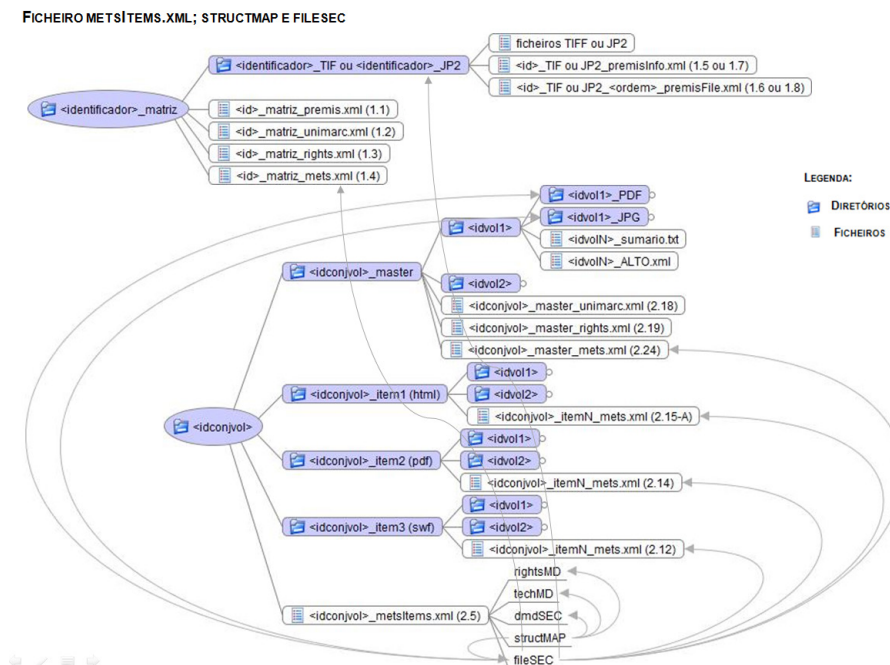 FICHEIRO METSITEMS.XML; STRUCTMAP E FILESEC
<identificador>_matriz
<identificador>_TIF ou <identificador>_JP2
ficheiros TIFF ou JP2
<id>_TIF ou JP2_premisInfo.xml (1.5 ou 1.7)
<id>_TIF ou JP2_<ordem>_premisFile.xml (1.6 ou 1.8)
<id>_matriz_premis.xml (1.1)
<id>_matriz_unimarc.xml (1.2)
<id>_matriz_rights.xml (1.3)
<id>_matriz_mets.xml (1.4)
LEGENDA:
DIRETÓRIOS
FICHEIROS
<idconjvol>
<idconjvol>_master
<idvol1>
<idvol1>_PDF
<idvol1>_JPG
<idvolN>_sumario.txt
<idvolN>_ALTO.xml
<idvol2>
<idconjvol>_master_unimarc.xml (2.18)
<idconjvol>_master_rights.xml (2.19)
<idconjvol>_master_mets.xml (2.24)
<idconjvol>_item1 (html)
<idvol1>
<idvol2>
<idconjvol>_itemN_mets.xml (2.15-A)
<idconjvol>_item2 (pdf)
<idvol1>
<idvol2>
<idconjvol>_itemN_mets.xml (2.14)
<idconjvol>_item3 (swf)
<idvol1>
<idvol2>
<idconjvol>_itemN_mets.xml (2.12)
<idconjvol>_metsItems.xml (2.5)
rightsMD
techMD
dmdSEC
structMAP
fileSEC